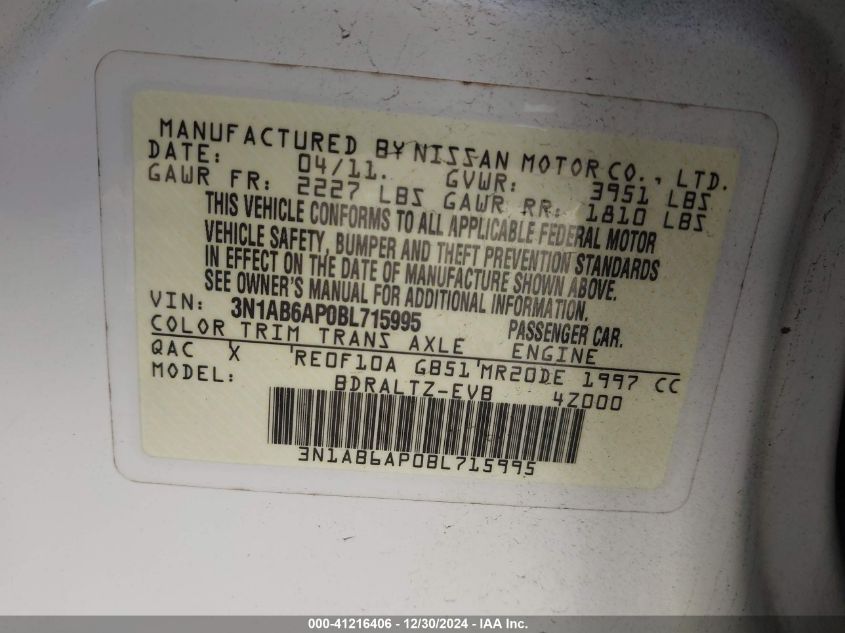 MANUFACTURED BY NISSAN MOTOR CO., LTD.
DATE: 04/11. GVWR: 3951 LBS
GAWR FR: 2227 LBS GAWR RR: 1810 LBS
THIS VEHICLE CONFORMS TO ALL APPLICABLE FEDERAL MOTOR
VEHICLE SAFETY, BUMPER AND THEFT PREVENTION STANDARDS
IN EFFECT ON THE DATE OF MANUFACTURE SHOWN ABOVE.
SEE OWNER'S MANUAL FOR ADDITIONAL INFORMATION.
VIN: 3N1AB6AP0BL715995 PASSENGER CAR.
COLOR TRIM TRANS AXLE ENGINE
QAC X 'RE0F10A GB51'MR20DE 1997 CC
MODEL: BDRALTZ-EVB 4Z000
3N1AB6AP0BL715995
000-41216406 - 12/30/2024 - IAA Inc.